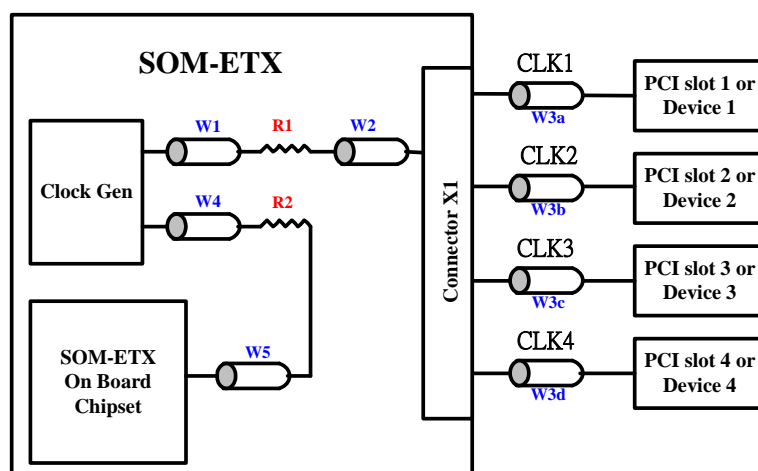 SOM-ETX
Clock Gen
W1
R1
W2
W4
R2
W5
SOM-ETX
On Board
Chipset
Connector X1
CLK1
W3a
PCI slot 1 or
Device 1
CLK2
W3b
PCI slot 2 or
Device 2
CLK3
W3c
PCI slot 3 or
Device 3
CLK4
W3d
PCI slot 4 or
Device 4